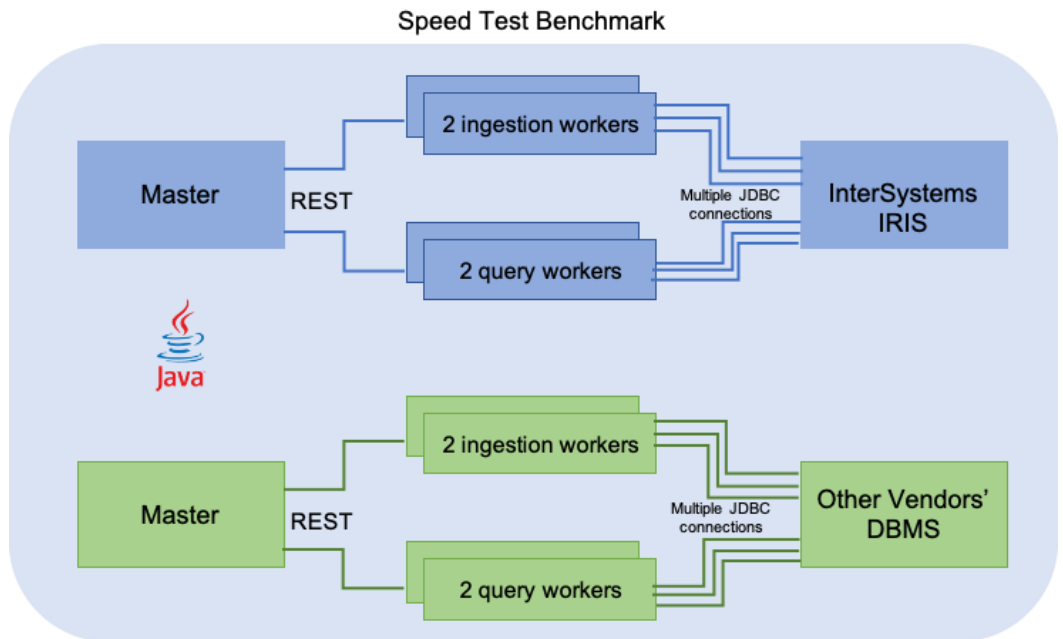 Speed Test Benchmark
2 ingestion workers
Master
REST
Multiple JDBC
connections
InterSystems
IRIS
2 query workers
Java
2 ingestion workers
Master
REST
Multiple JDBC
connections
Other Vendors'
DBMS
2 query workers